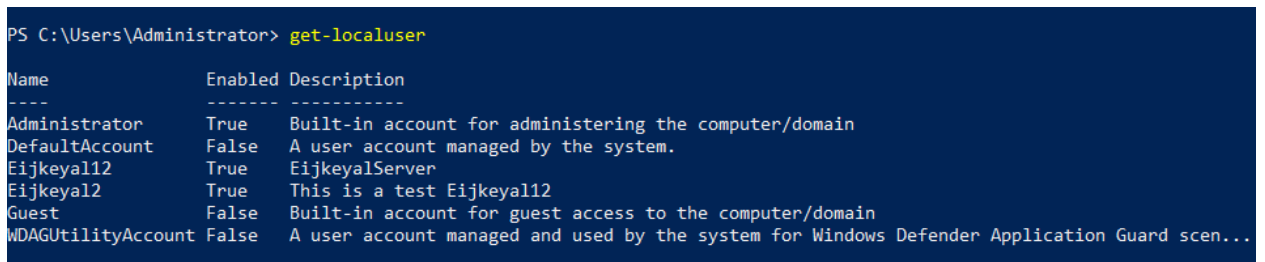 PS C:\Users\Administrator> get-localuser
Name Enabled Description
---- ------- -----------
Administrator True Built-in account for administering the computer/domain
DefaultAccount False A user account managed by the system.
Eijkeyal12 True EijkeyalServer
Eijkeyal2 True This is a test Eijkeyal12
Guest False Built-in account for guest access to the computer/domain
WDAGUtilityAccount False A user account managed and used by the system for Windows Defender Application Guard scen...